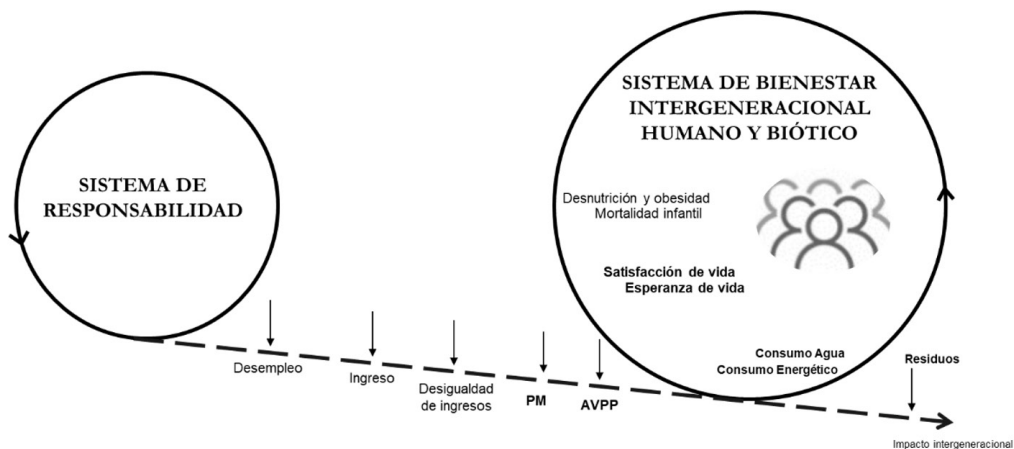 SISTEMA DE
RESPONSABILIDAD
SISTEMA DE BIENESTAR
INTERGENERACIONAL
HUMANO Y BIÓTICO
Desnutrición y obesidad
Mortalidad infantil
Satisfacción de vida
Esperanza de vida
Consumo Agua
Consumo Energético
Desempleo
Ingreso
Desigualdad
de ingresos
PM
AVPP
Residuos
Impacto intergeneracional